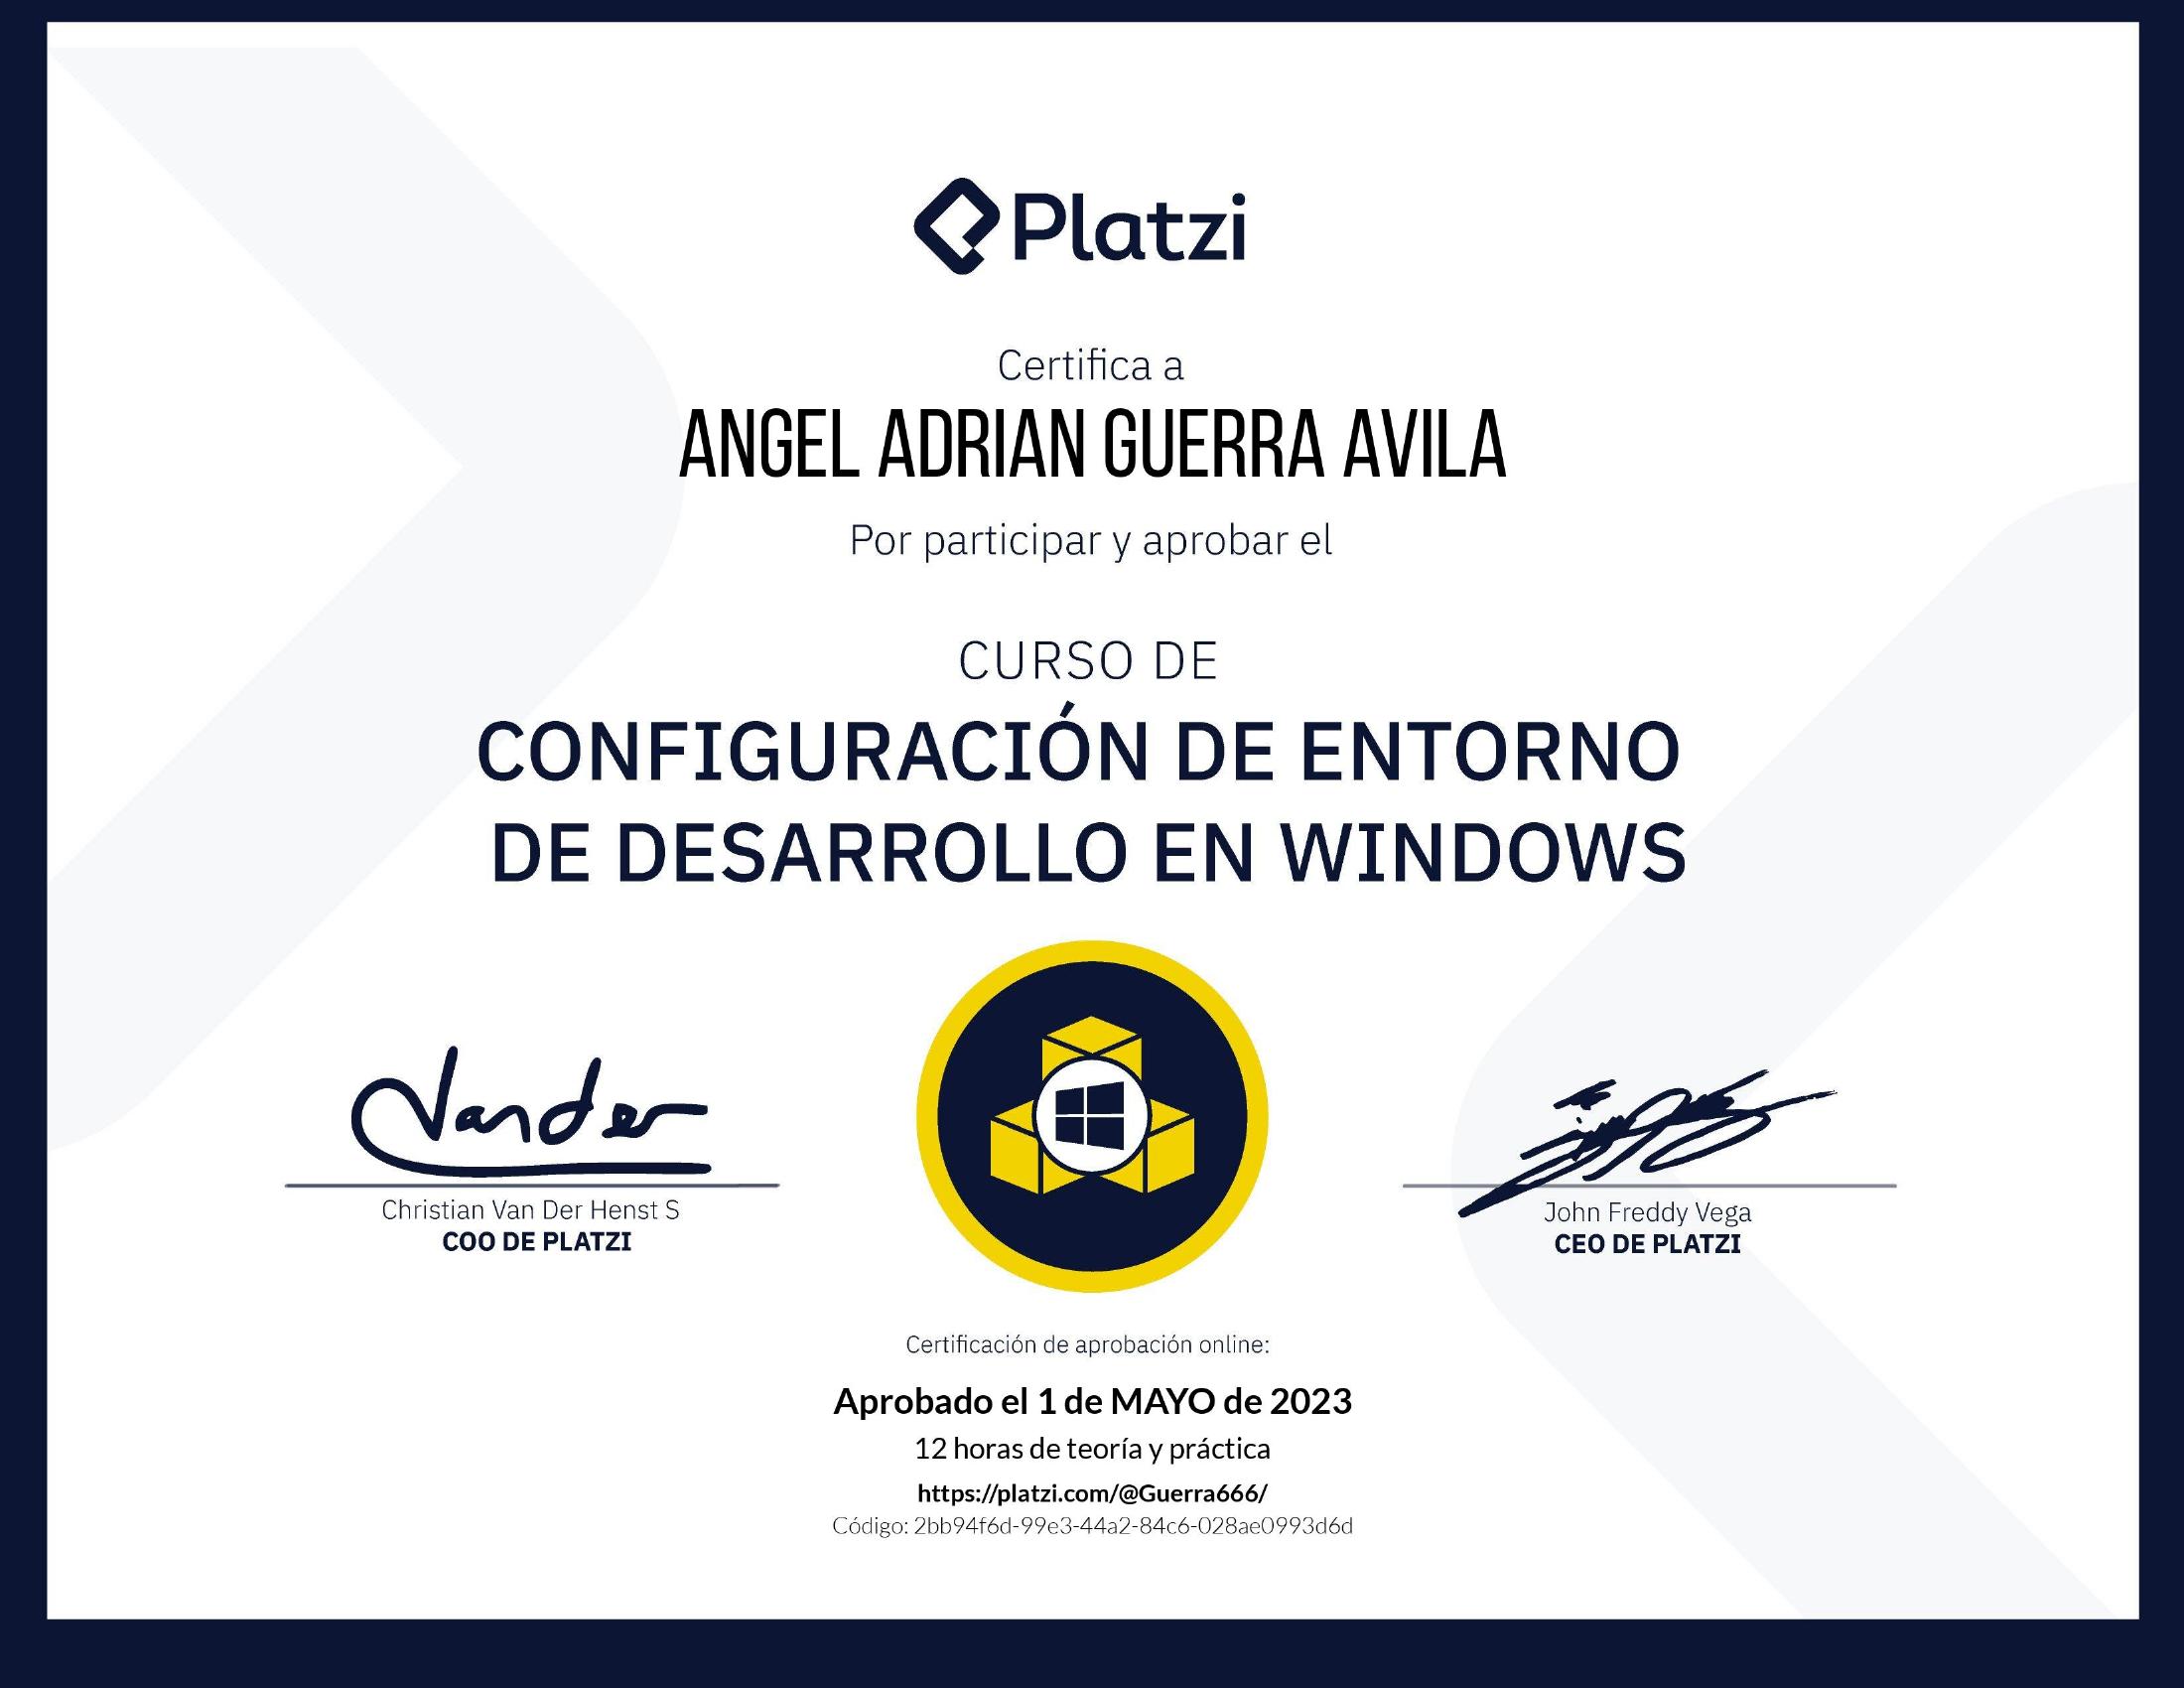 Platzi
Certifica a
ANGEL ADRIAN GUERRA AVILA
Por participar y aprobar el
CURSO DE
CONFIGURACIÓN DE ENTORNO
DE DESARROLLO EN WINDOWS
Vander
Christian Van Der Henst S
COO DE PLATZI
John Freddy Vega
CEO DE PLATZI
Certificación de aprobación online:
Aprobado el 1 de MAYO de 2023
12 horas de teoría y práctica
https://platzi.com/@Guerra666/
Código: 2bb94f6d-99e3-44a2-84c6-028ae0993d6d